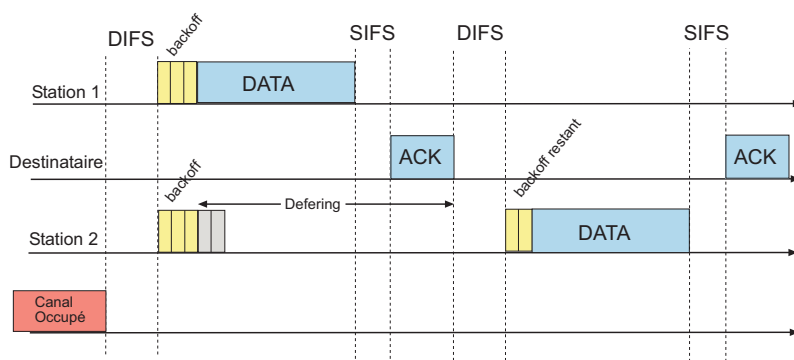 DIFS
backoff
SIFS
DIFS
SIFS
Station 1
DATA
Destinataire
ACK
ACK
backoff
backoff restant
Defering
Station 2
DATA
Canal
Occupé